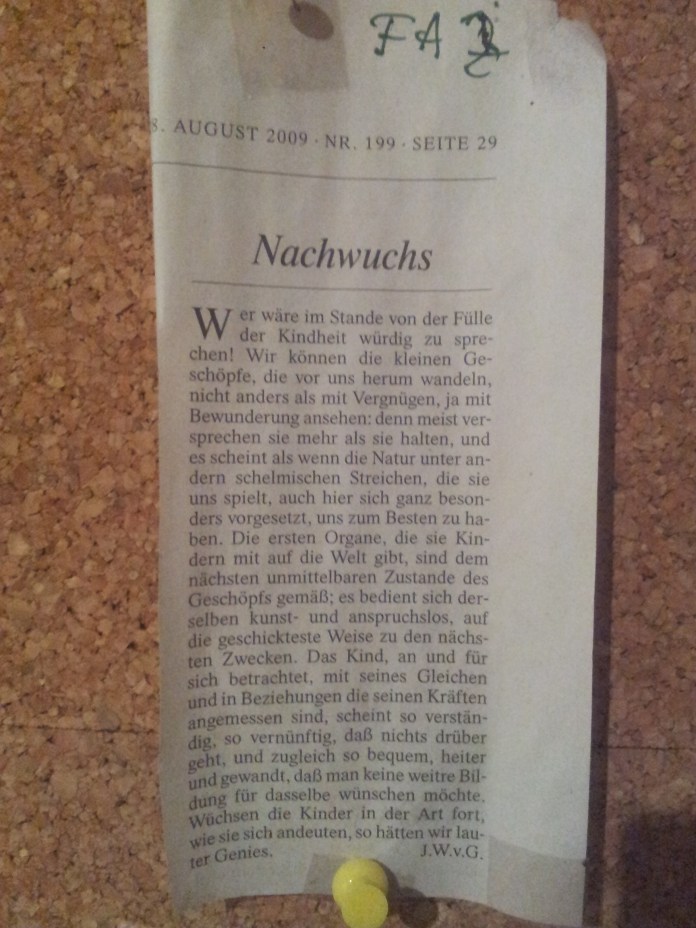 FAZ
8. AUGUST 2009 · NR. 199 · SEITE 29
Nachwuchs
Wer wäre im Stande von der Fülle
der Kindheit würdig zu spre-
chen! Wir können die kleinen Ge-
schöpfe, die vor uns herum wandeln,
nicht anders als mit Vergnügen, ja mit
Bewunderung ansehen: denn meist ver-
sprechen sie mehr als sie halten, und
es scheint als wenn die Natur unter an-
dern schelmischen Streichen, die sie
uns spielt, auch hier sich ganz beson-
ders vorgesetzt, uns zum Besten zu ha-
ben. Die ersten Organe, die sie Kin-
dern mit auf die Welt gibt, sind dem
nächsten unmittelbaren Zustande des
Geschöpfs gemäß; es bedient sich der-
selben kunst- und anspruchslos, auf
die geschickteste Weise zu den nächs-
ten Zwecken. Das Kind, an und für
sich betrachtet, mit seines Gleichen
und in Beziehungen die seinen Kräften
angemessen sind, scheint so verstän-
dig, so vernünftig, daß nichts drüber
geht, und zugleich so bequem, heiter
und gewandt, daß man keine weitre Bil-
dung für dasselbe wünschen möchte.
Wüchsen die Kinder in der Art fort,
wie sie sich andeuten, so hätten wir lau-
ter Genies. J.W.v.G.